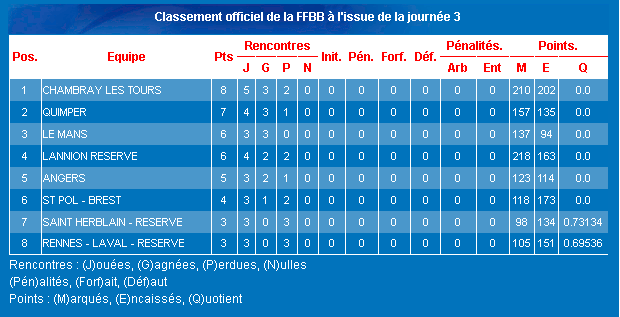 Classement officiel de la FFBB à l'issue de la journée 3
Pos. Equipe Pts Rencontres Init. Pén. Forf. Déf. Pénalités. Points.
J G P N Arb Ent M E Q
1 CHAMBRAY LES TOURS 8 5 3 2 0 0 0 0 0 0 0 210 202 0.0
2 QUIMPER 7 4 3 1 0 0 0 0 0 0 0 157 135 0.0
3 LE MANS 6 3 3 0 0 0 0 0 0 0 0 137 94 0.0
4 LANNION RESERVE 6 4 2 2 0 0 0 0 0 0 0 218 163 0.0
5 ANGERS 5 3 2 1 0 0 0 0 0 0 0 123 114 0.0
6 ST POL - BREST 4 3 1 2 0 0 0 0 0 0 0 118 173 0.0
7 SAINT HERBLAIN - RESERVE 3 3 0 3 0 0 0 0 0 0 0 98 134 0.73134
8 RENNES - LAVAL - RESERVE 3 3 0 3 0 0 0 0 0 0 0 105 151 0.69536
Rencontres : (J)ouées, (G)agnées, (P)erdues, (N)ulles
(Pén)alités, (Forf)ait, (Déf)aut
Points : (M)arqués, (E)ncaissés, (Q)uotient